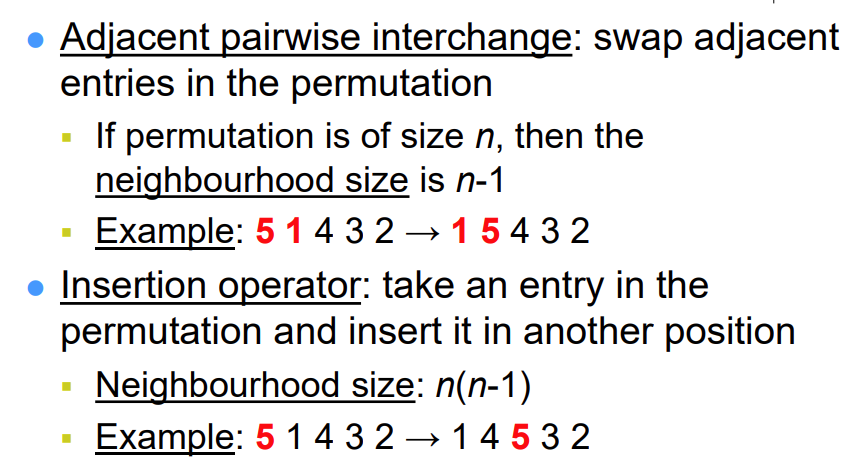 Adjacent pairwise interchange: swap adjacent
entries in the permutation
If permutation is of size n, then the
neighbourhood size is n-1
Example: 5 1 4 3 2 → 1 5 4 3 2
Insertion operator: take an entry in the
permutation and insert it in another position
Neighbourhood size: n(n-1)
Example: 5 1 4 3 2 → 1 4 5 3 2